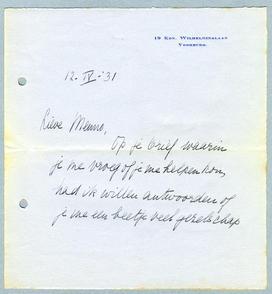 19 Kon. Wilhelminalaan
Voorburg.
12. IV. '31
Lieve Menno,
Op je brief waarin
je me vroeg of je me helpen kon,
had ik willen antwoorden of
je me een beetje veel gezelschap